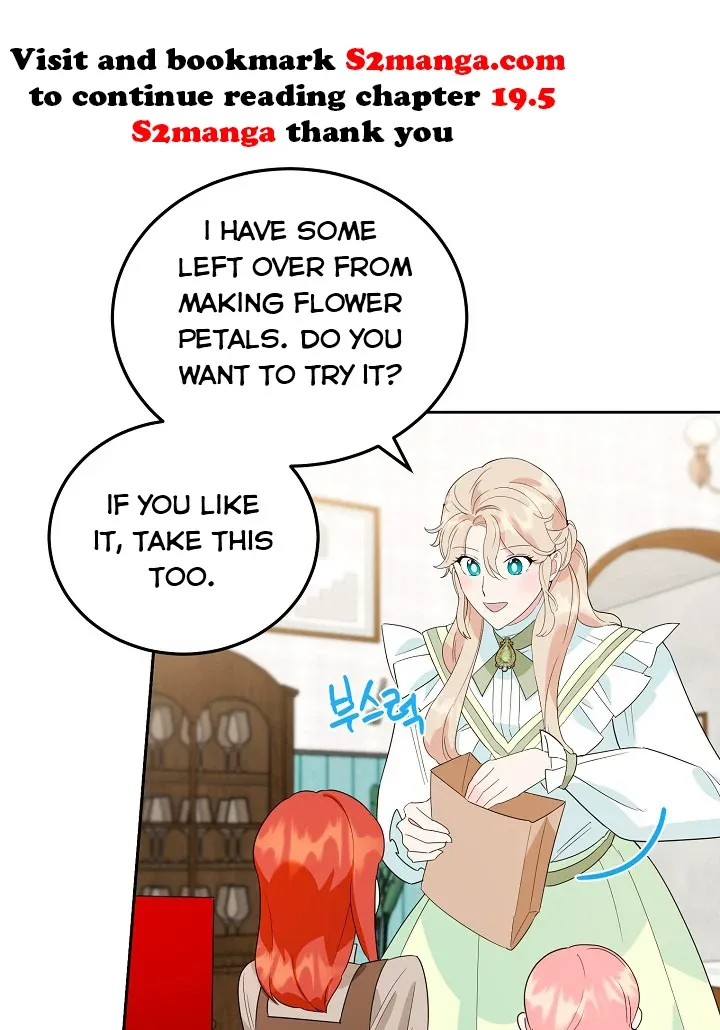 Visit and bookmark S2manga.com
to continue reading chapter 19.5
S2manga thank you
I HAVE SOME
LEFT OVER FROM
MAKING FLOWER
PETALS. DO YOU
WANT TO TRY IT?
IF YOU LIKE
IT, TAKE THIS
TOO.
부스럭